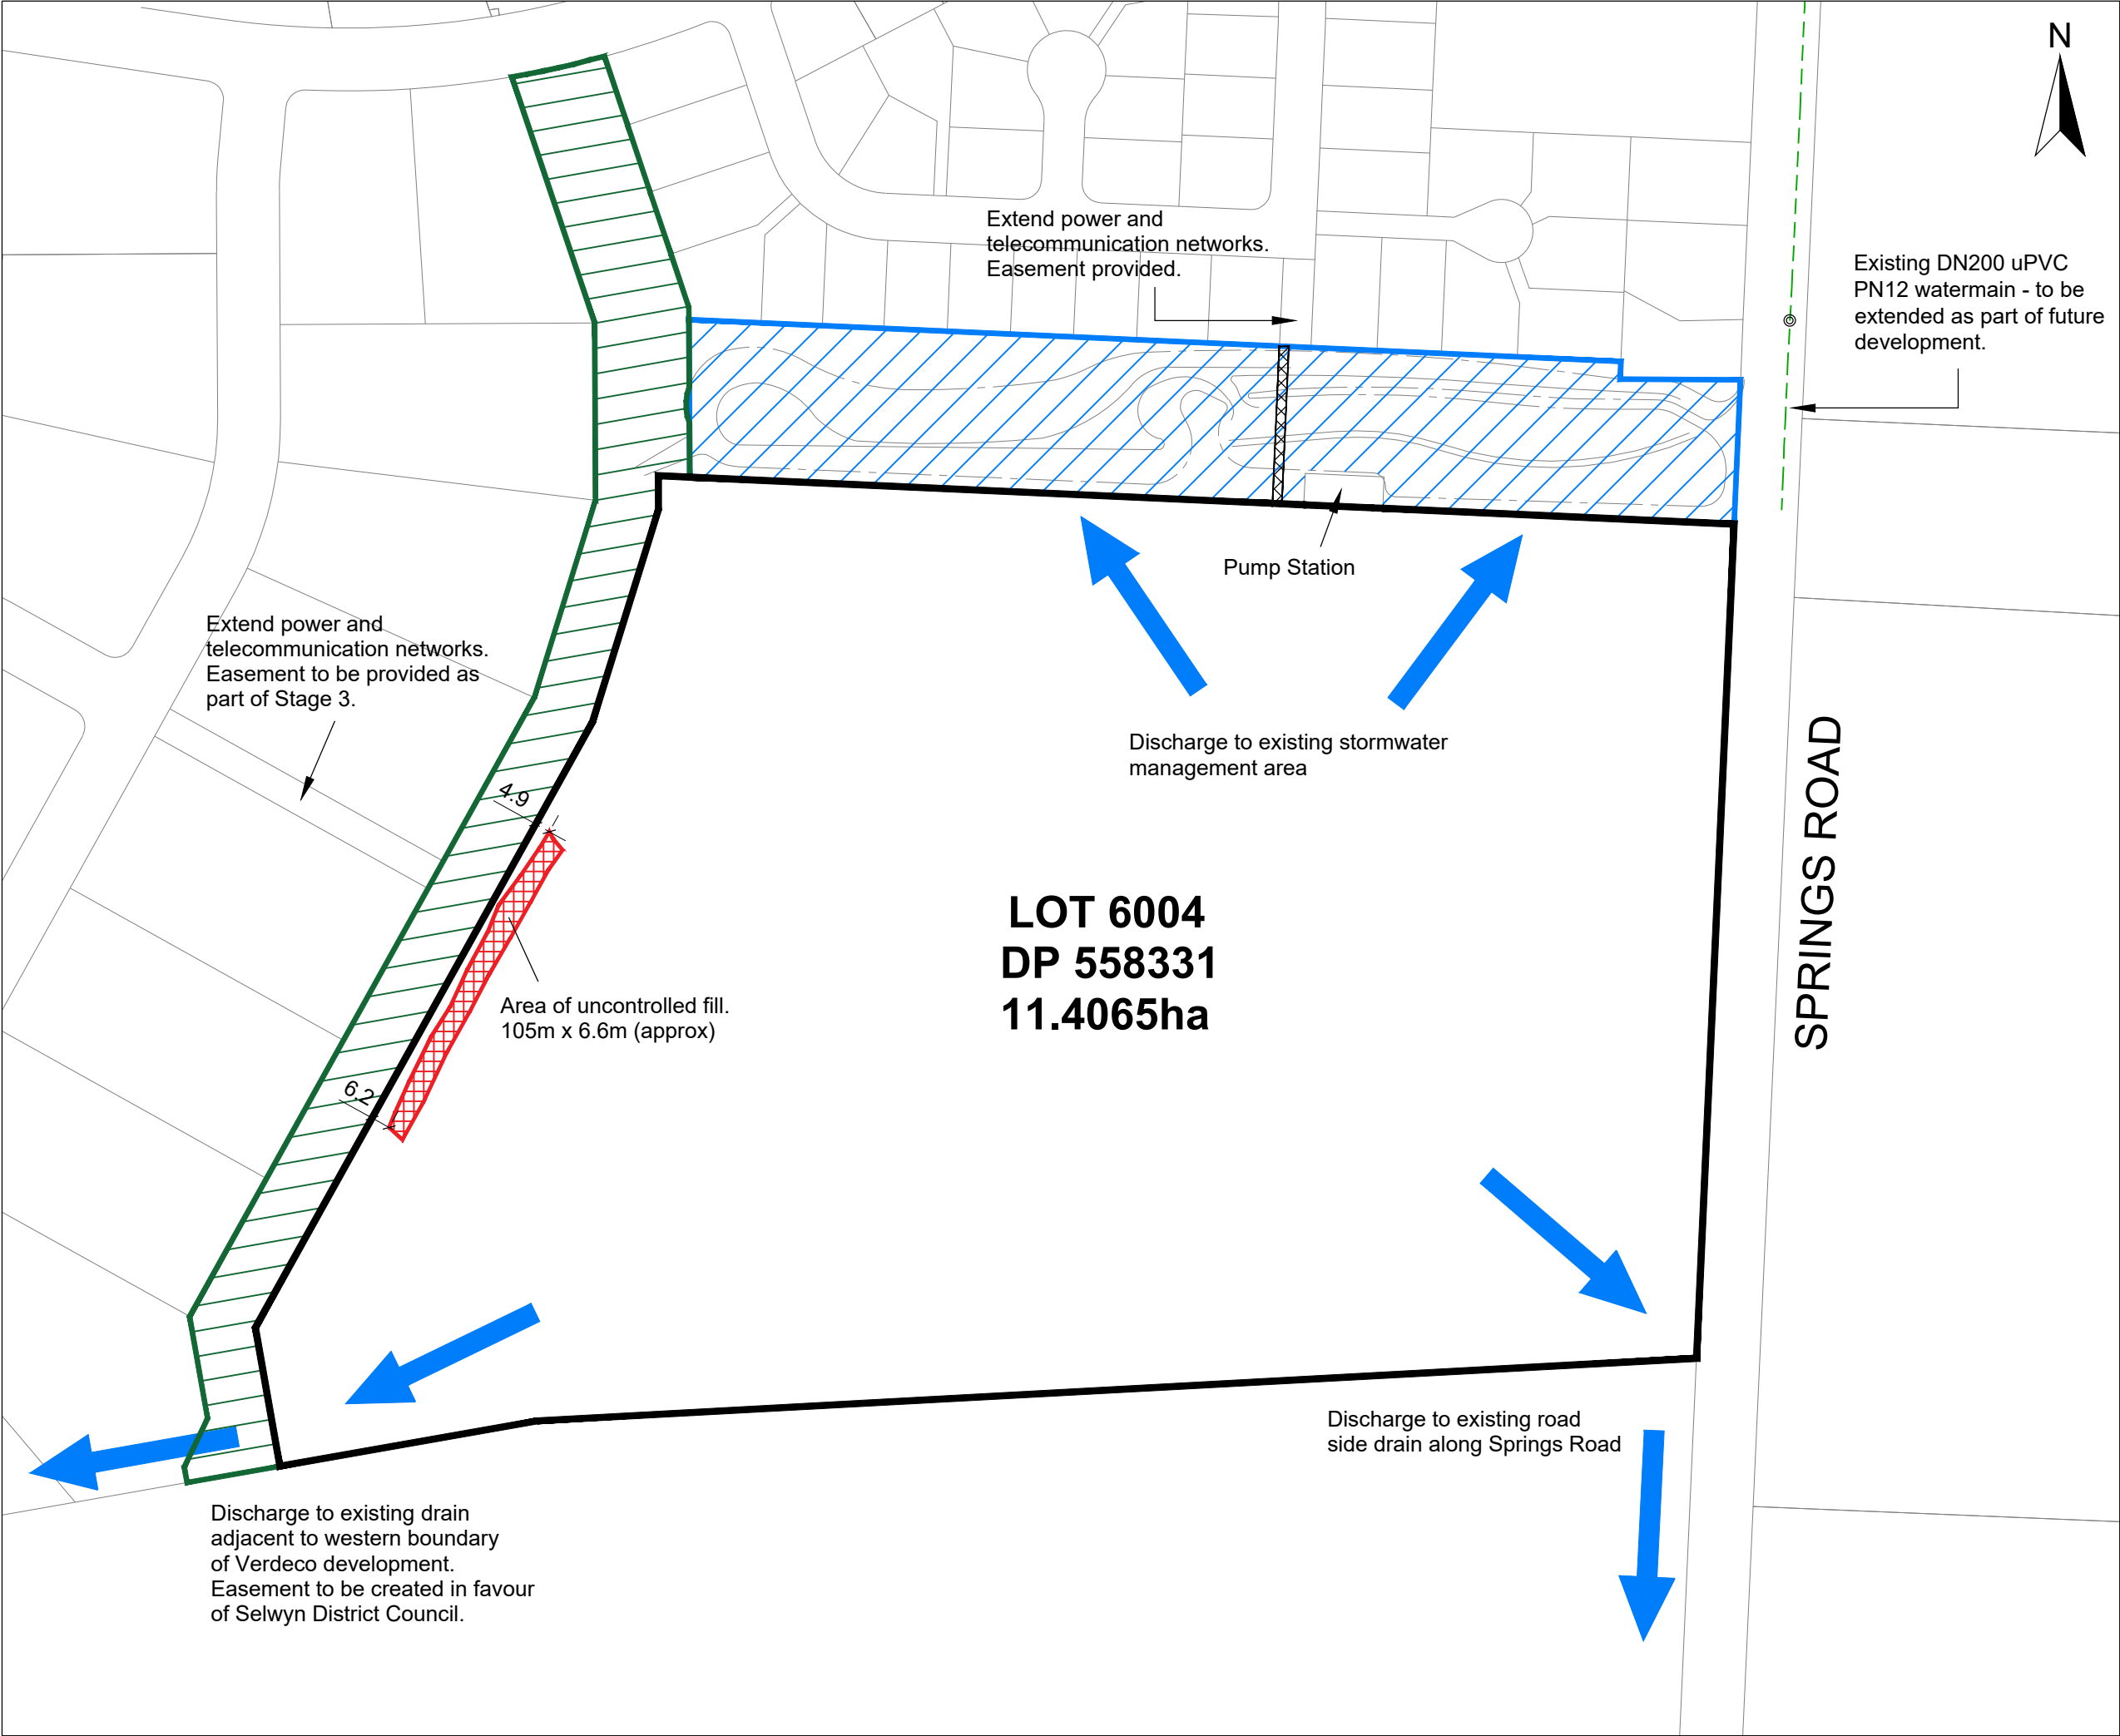 N
Extend power and
telecommunication networks.
Easement provided.
Existing DN200 uPVC
PN12 watermain - to be
extended as part of future
development.
Pump Station
Extend power and
telecommunication networks.
Easement to be provided as
part of Stage 3.
Discharge to existing stormwater
management area
4.9
SPRINGS ROAD
LOT 6004
DP 558331
11.4065ha
Area of uncontrolled fill.
105m x 6.6m (approx)
6.2
Discharge to existing road
side drain along Springs Road
Discharge to existing drain
adjacent to western boundary
of Verdeco development.
Easement to be created in favour
of Selwyn District Council.